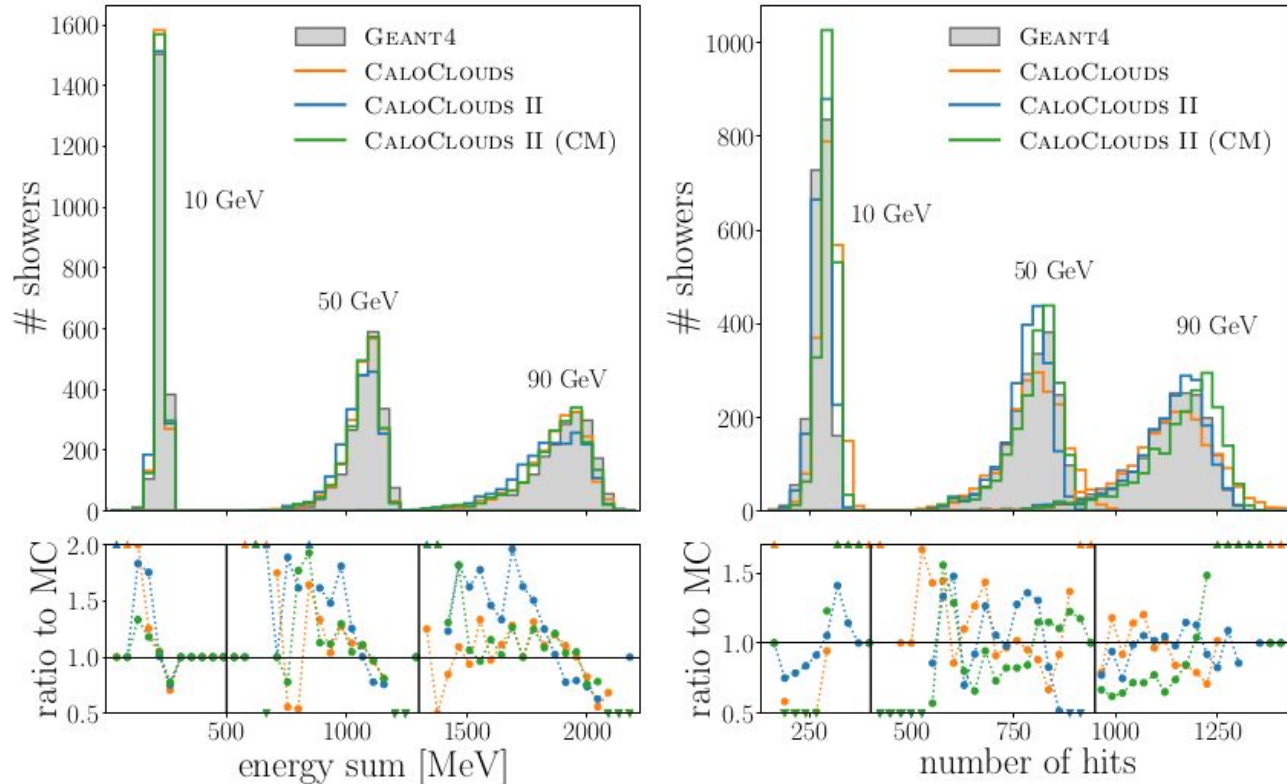 # showers
1600
1400
1200
1000
800
600
400
200
0
GEANT4
CALOCLOUDS
CALOCLOUDS II
CALOCLOUDS II (CM)
10 GeV
50 GeV
90 GeV
ratio to MC
2.0
1.5
1.0
0.5
500
1000
1500
2000
energy sum [MeV]
# showers
1000
800
600
400
200
0
GEANT4
CALOCLOUDS
CALOCLOUDS II
CALOCLOUDS II (CM)
10 GeV
50 GeV
90 GeV
ratio to MC
1.5
1.0
0.5
250
500
750
1000
1250
number of hits